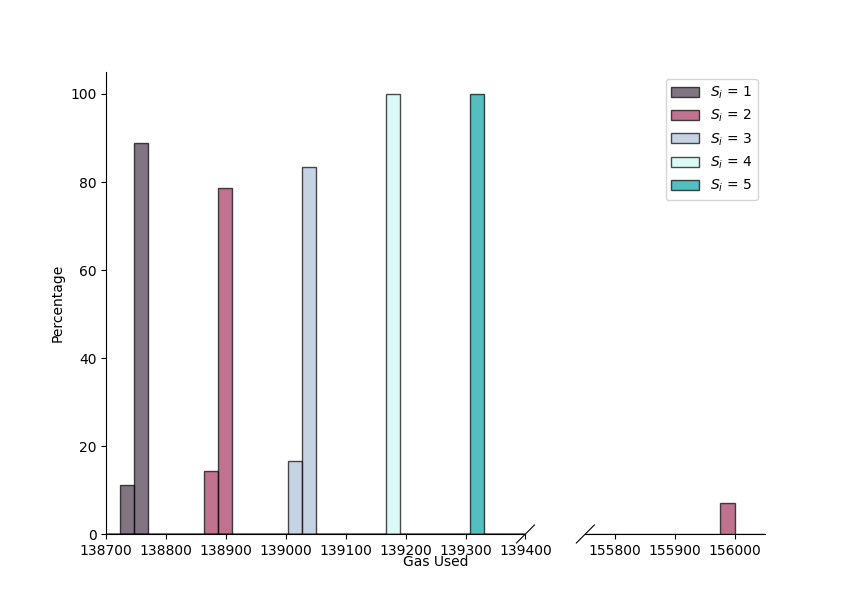 S_i = 1
S_i = 2
S_i = 3
S_i = 4
S_i = 5
Percentage
100
80
60
40
20
0
138700 138800 138900 139000 139100 139200 139300 139400 155800 155900 156000
Gas Used